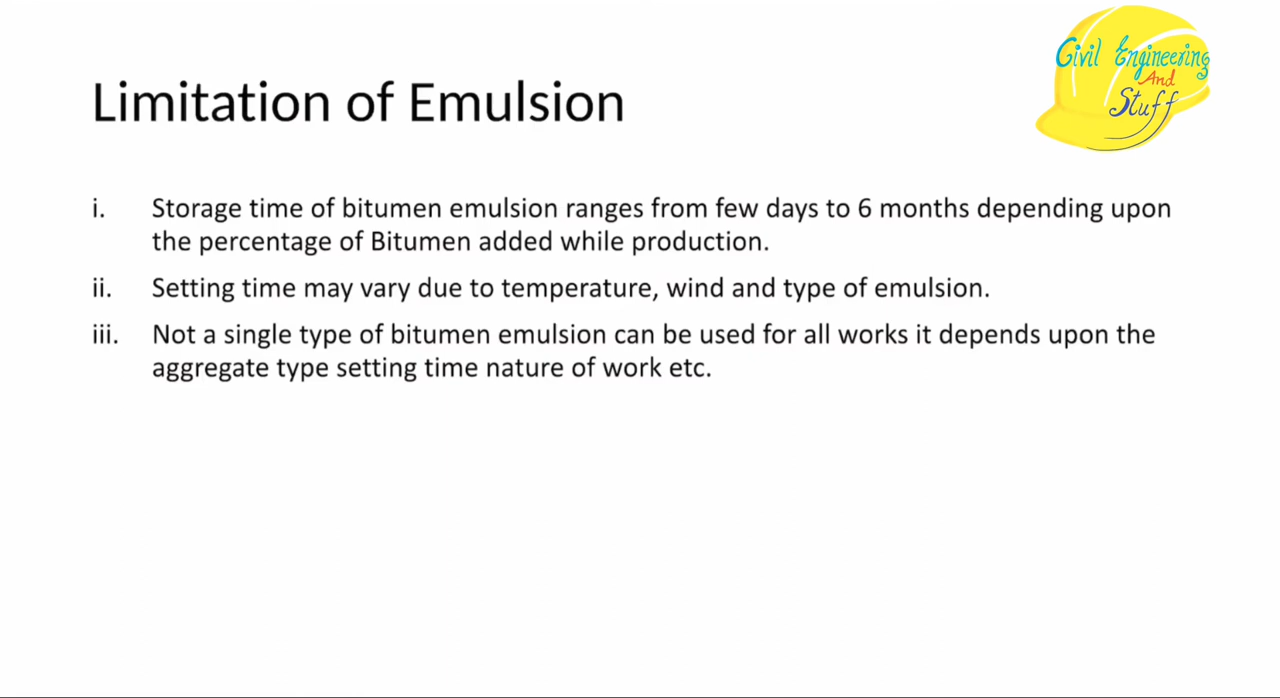 Civil Engineering
And
Stuff
Limitation of Emulsion
i. Storage time of bitumen emulsion ranges from few days to 6 months depending upon
the percentage of Bitumen added while production.
ii. Setting time may vary due to temperature, wind and type of emulsion.
iii. Not a single type of bitumen emulsion can be used for all works it depends upon the
aggregate type setting time nature of work etc.